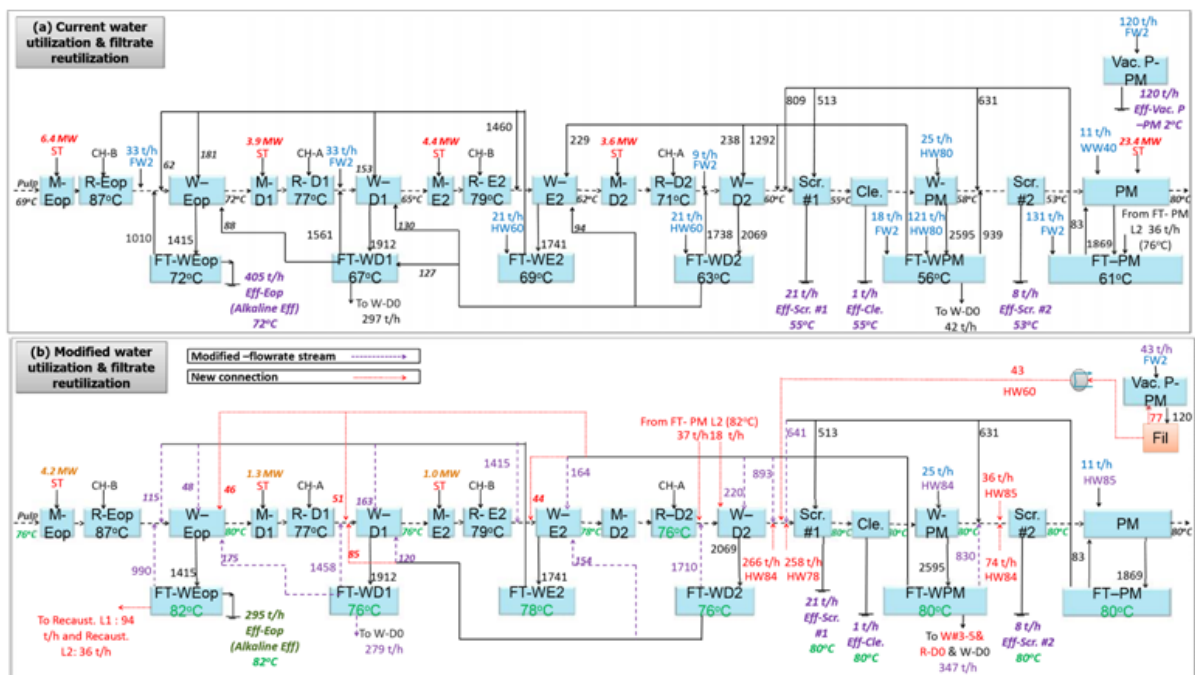 (a) Current water
utilization & filtrate
reutilization
120 t/h
FW2
Vac. P-
PM
120 t/h
Eff-Vac. P
–PM 2°C
809
513
631
1460
229
238
1292
6.4 MW
ST
CH-B
33 t/h
FW2
62
181
3.9 MW
ST
CH-A
33 t/h
FW2
153
4.4 MW
ST
CH-B
3.6 MW
ST
CH-A
9 t/h
FW2
25 t/h
HW80
11 t/h
WW40
23.4 MW
ST
Pulp
69°C
M-
Eop
R-Eop
87°C
W–
Eop
72°C
M-
D1
R- D1
77°C
W–
D1
65°C
M-
E2
R- E2
79°C
W–
E2
62°C
M-
D2
R–D2
71°C
W–
D2
60°C
Scr.
#1
55°C
Cle.
W-
PM
58°C
Scr.
#2
53°C
PM
80°C
1010
1415
88
1561
1912
130
127
21 t/h
HW60
1741
94
21 t/h
HW60
1738
2069
18 t/h
FW2
121 t/h
HW80
2595
939
131 t/h
FW2
83
1869
From FT- PM
L2 36 t/h
(76°C)
FT-WEop
72°C
FT-WD1
67°C
FT-WE2
69°C
FT-WD2
63°C
FT-WPM
56°C
FT–PM
61°C
405 t/h
Eff-Eop
(Alkaline Eff)
72°C
To W-D0
297 t/h
21 t/h
Eff-Scr. #1
55°C
1 t/h
Eff-Cle.
55°C
To W-D0
42 t/h
8 t/h
Eff-Scr. #2
53°C
(b) Modified water
utilization & filtrate
reutilization
Modified –flowrate stream
New connection
43 t/h
FW2
Vac. P-
PM
43
HW60
77
120
Fil
From FT- PM L2 (82°C)
37 t/h 18 t/h
641
513
631
1415
164
893
220
4.2 MW
ST
CH-B
115
48
46
1.3 MW
ST
CH-A
51
163
1.0 MW
ST
CH-B
44
CH-A
25 t/h
HW84
36 t/h
HW85
11 t/h
HW85
Pulp
76°C
M-
Eop
R-Eop
87°C
W–
Eop
80°C
M-
D1
R- D1
77°C
W–
D1
76°C
M-
E2
R- E2
79°C
W–
E2
78°C
M-
D2
R–D2
76°C
W–
D2
Scr.
#1
80°C
Cle.
80°C
W-
PM
80°C
Scr.
#2
80°C
PM
80°C
990
1415
175
1458
85
1912
120
1741
154
1710
2069
266 t/h
HW84
258 t/h
HW78
2595
830
74 t/h
HW84
83
1869
FT-WEop
82°C
FT-WD1
76°C
FT-WE2
78°C
FT-WD2
76°C
FT-WPM
80°C
FT–PM
80°C
To Recaust. L1 : 94
t/h and Recaust.
L2: 36 t/h
295 t/h
Eff-Eop
(Alkaline Eff)
82°C
To W-D0
279 t/h
21 t/h
Eff-Scr.
#1
80°C
1 t/h
Eff-Cle.
80°C
To W#3-5&
R-D0 & W-D0
347 t/h
8 t/h
Eff-Scr. #2
80°C